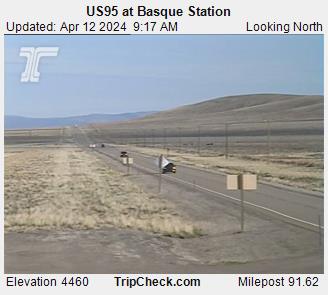 US95 at Basque Station
Updated: Apr 12 2024 9:17 AM Looking North
Elevation 4460 TripCheck.com Milepost 91.62